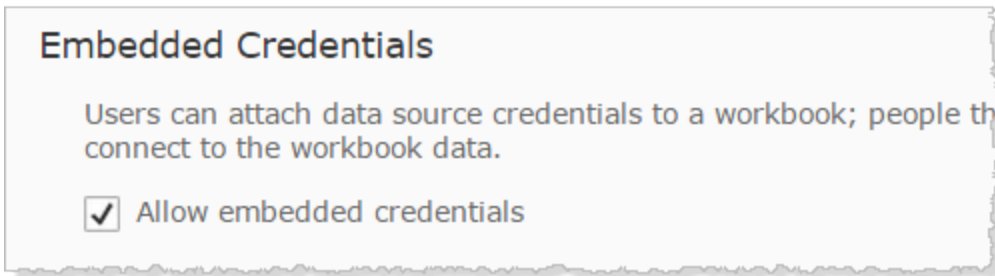 Embedded Credentials
Users can attach data source credentials to a workbook; people
connect to the workbook data.
Allow embedded credentials